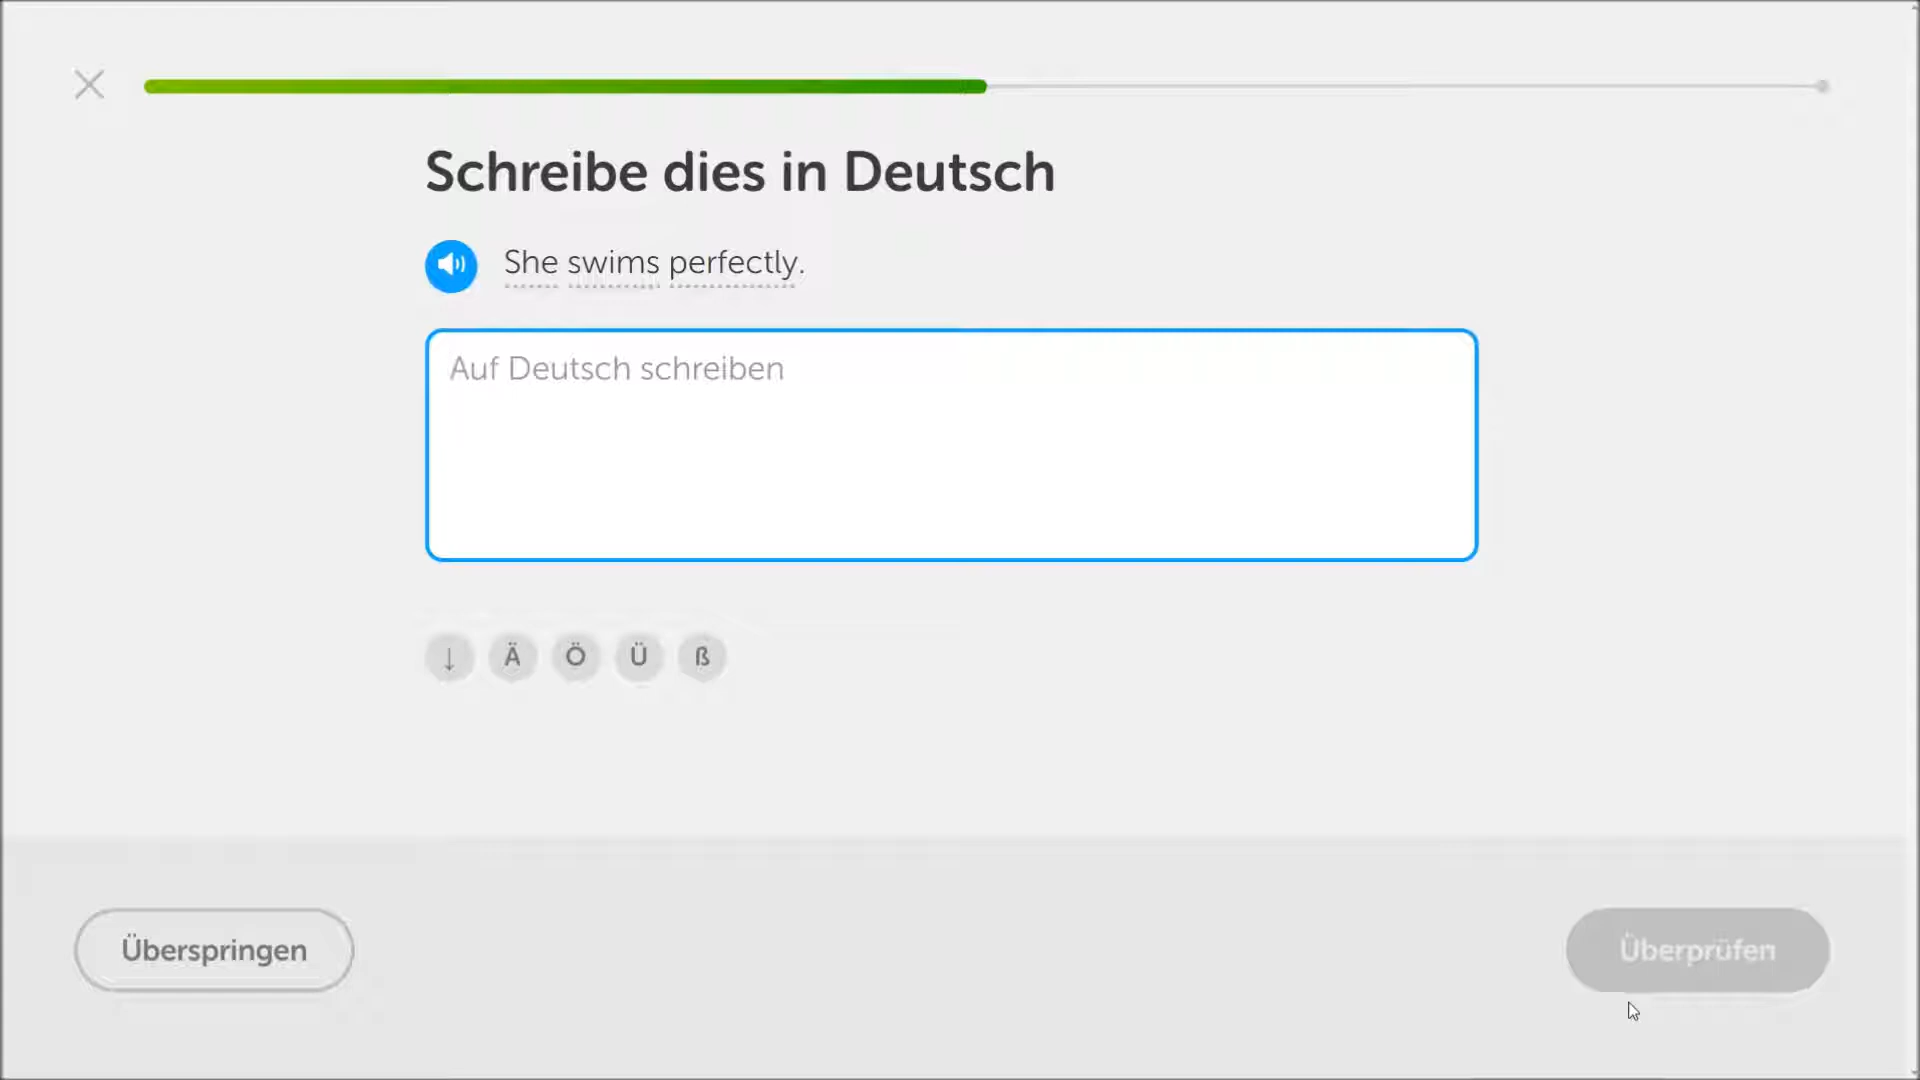 Schreibe dies in Deutsch
She swims perfectly.
Auf Deutsch schreiben
↓ Ä Ö Ü ß
Überspringen
Überprüfen